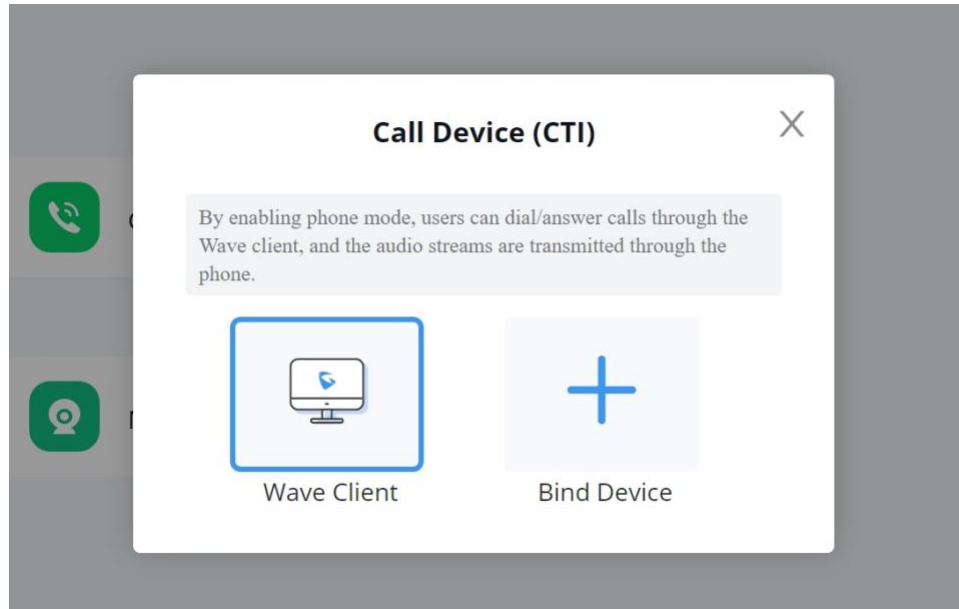 Call Device (CTI)
By enabling phone mode, users can dial/answer calls through the
Wave client, and the audio streams are transmitted through the
phone.
Wave Client
Bind Device